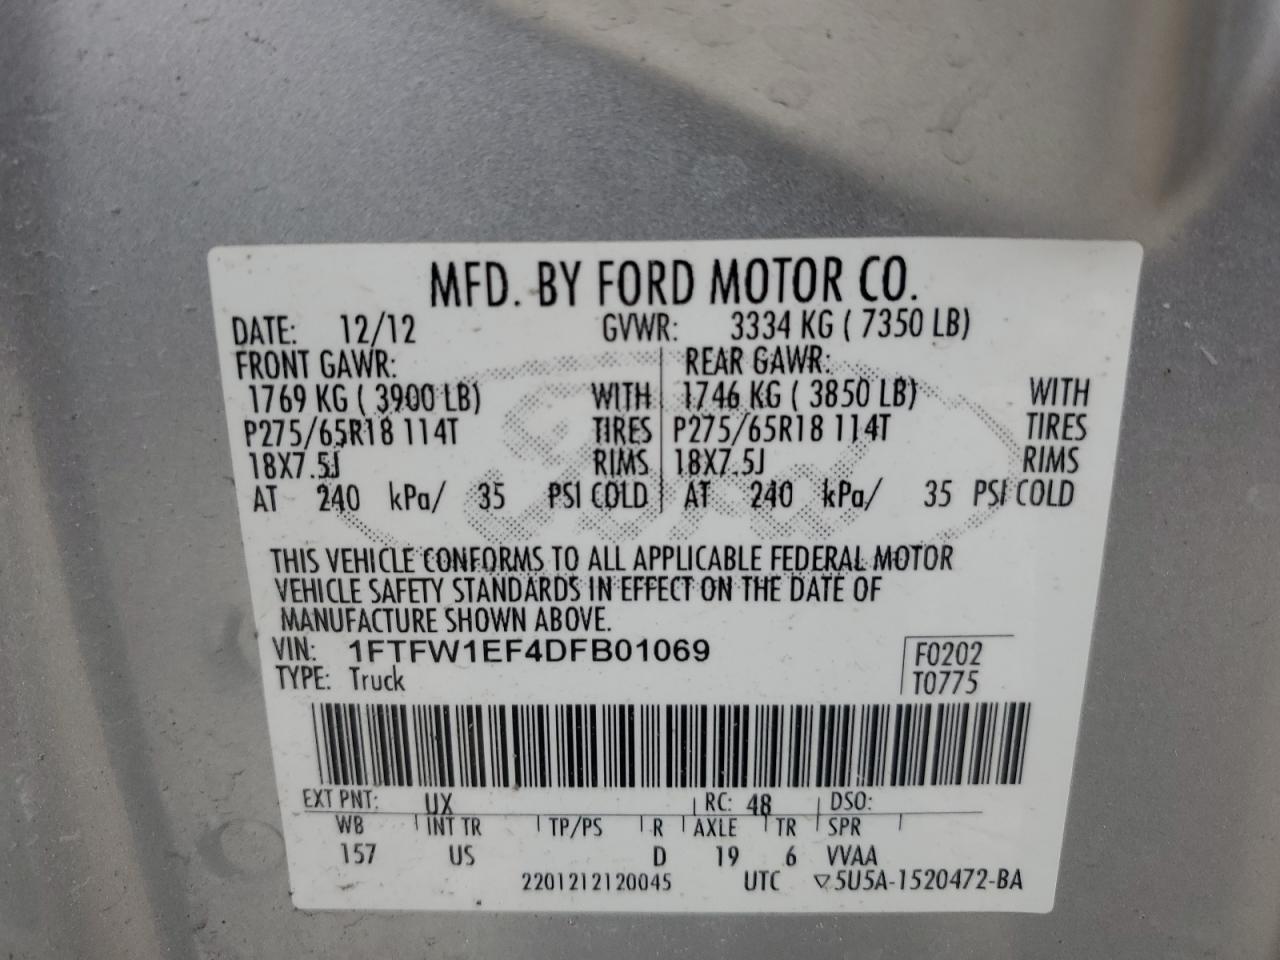 MFD. BY FORD MOTOR CO.
DATE: 12/12 GVWR: 3334 KG ( 7350 LB)
FRONT GAWR: REAR GAWR:
1769 KG ( 3900 LB) WITH 1746 KG ( 3850 LB) WITH
P275/65R18 114T TIRES P275/65R18 114T TIRES
18X7.5J RIMS 18X7.5J RIMS
AT 240 kPa/ 35 PSI COLD AT 240 kPa/ 35 PSI COLD
Ford
THIS VEHICLE CONFORMS TO ALL APPLICABLE FEDERAL MOTOR
VEHICLE SAFETY STANDARDS IN EFFECT ON THE DATE OF
MANUFACTURE SHOWN ABOVE.
VIN: 1FTFW1EF4DFB01069 F0202
TYPE: Truck T0775
EXT PNT: UX RC: 48 DSO:
WB INT TR TP/PS R AXLE TR SPR
157 US D 19 6 VVAA
2201212120045 UTC ▽5U5A-1520472-BA